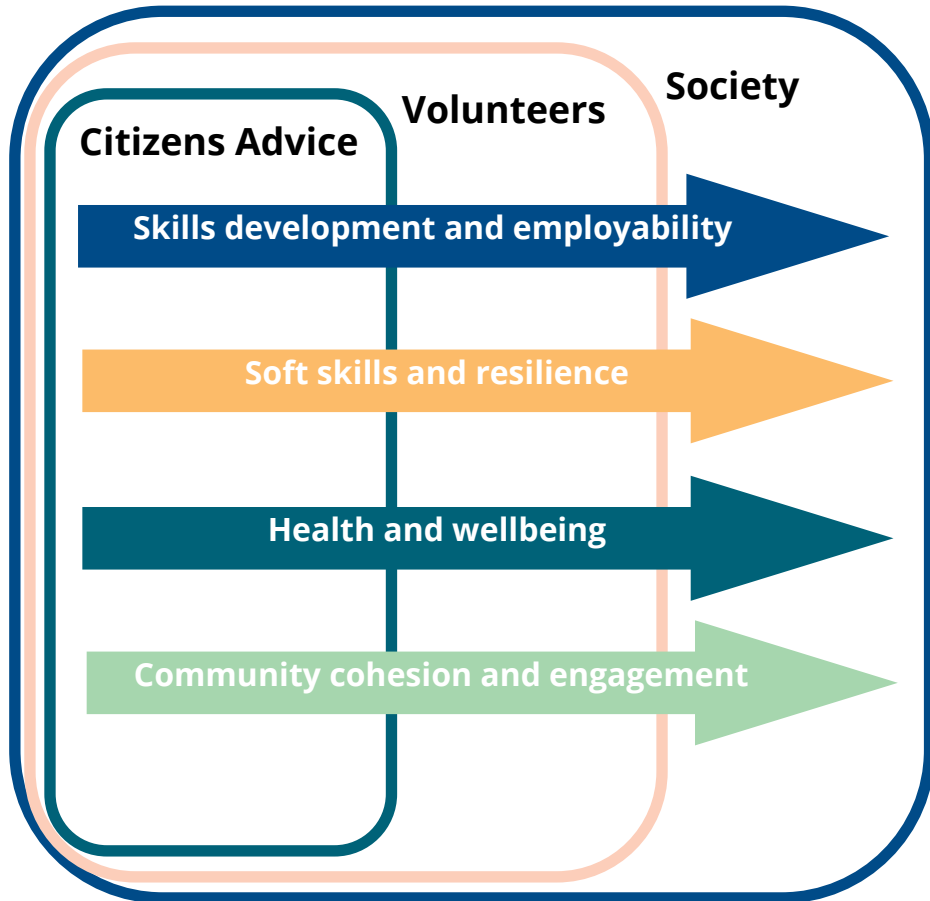 Society
Volunteers
Citizens Advice
Skills development and employability
Soft skills and resilience
Health and wellbeing
Community cohesion and engagement